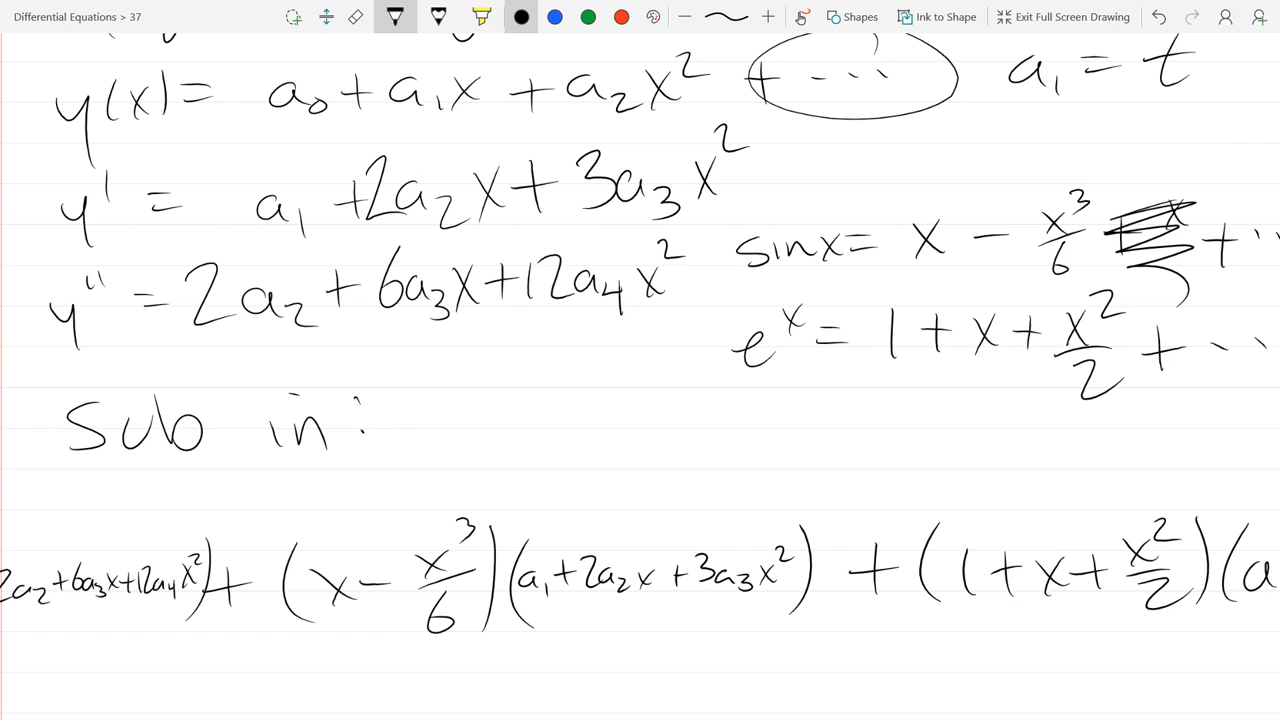 Differential Equations > 37
Shapes Ink to Shape Exit Full Screen Drawing
y(x) = a₀ + a₁x + a₂x² + ⋯ a₁ = t
y' = a₁ + 2a₂x + 3a₃x²
sinx = x − x³/6 + ⋯
y'' = 2a₂ + 6a₃x + 12a₄x²
eˣ = 1 + x + x²/2 + ⋯
Sub in:
2a₂ + 6a₃x + 12a₄x²) + (x − x³/6)(a₁ + 2a₂x + 3a₃x²) + (1 + x + x²/2)(a